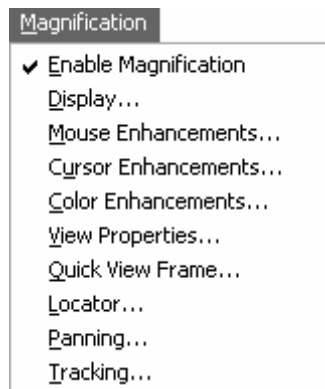 Magnification
✓ Enable Magnification
Display...
Mouse Enhancements...
Cursor Enhancements...
Color Enhancements...
View Properties...
Quick View Frame...
Locator...
Panning...
Tracking...